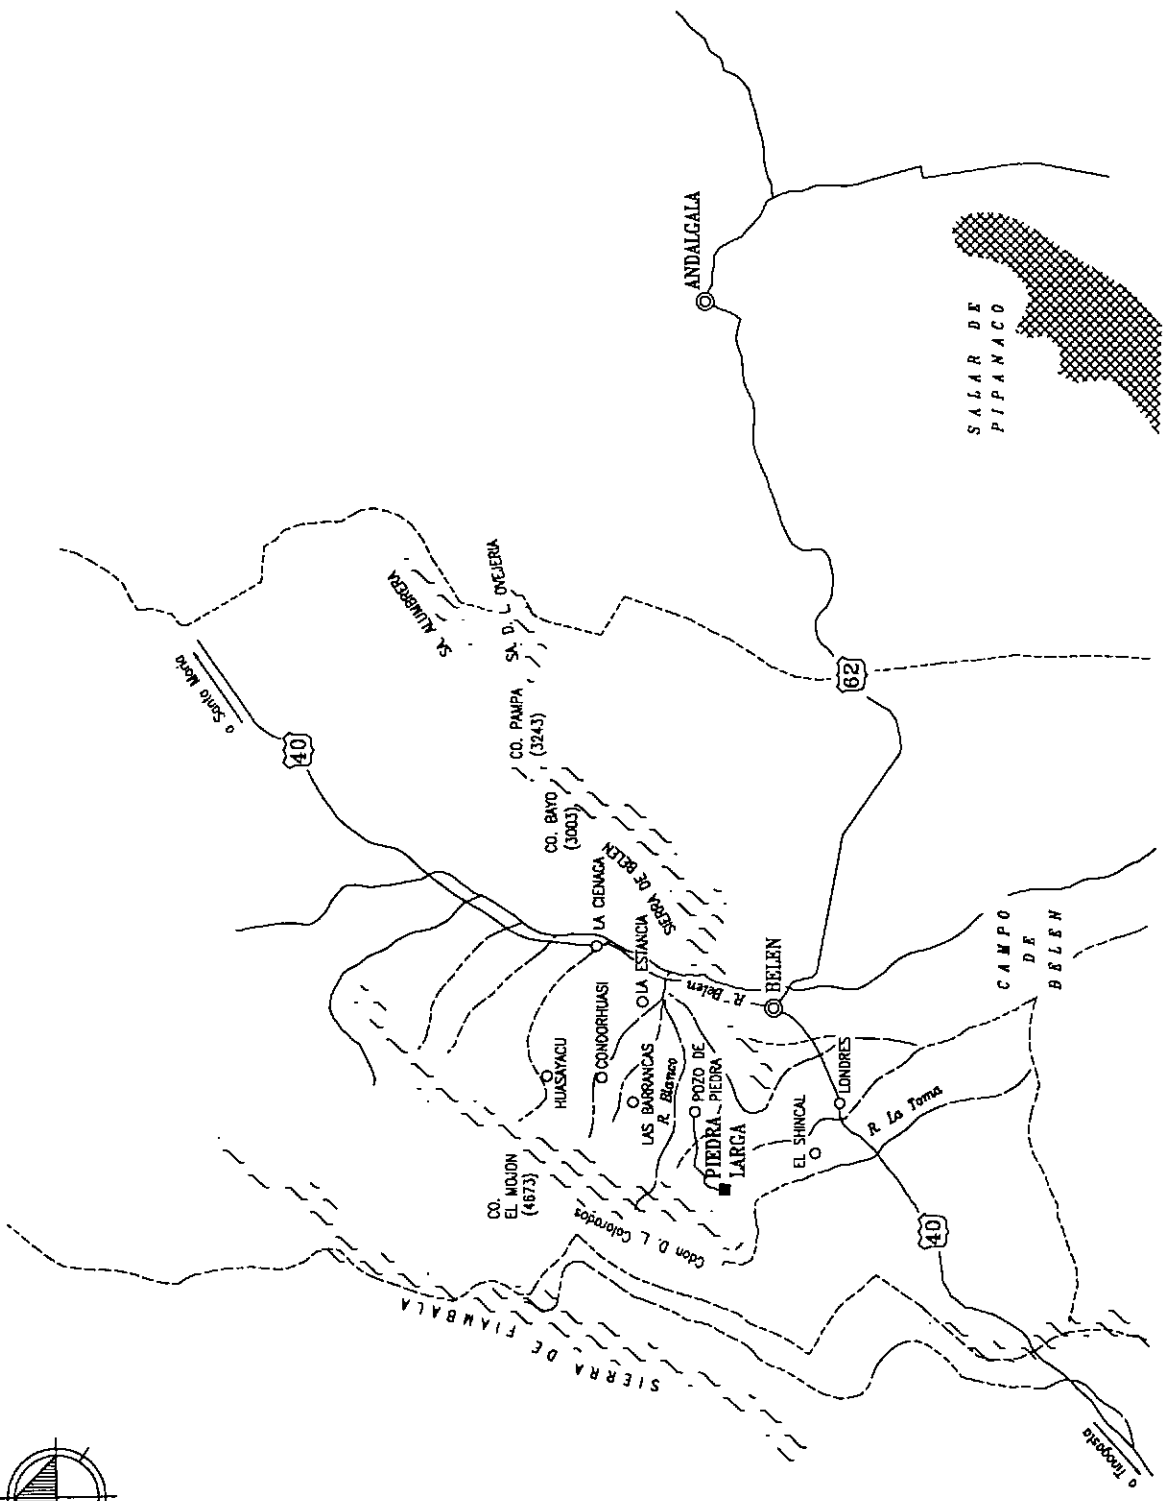 ANDALGALA
SALAR DE
PIPANACO
SA. ALUMBRERA
SA. D. L. OVEJERIA
a Santa Maria
40
CO. PAMPA
(3243)
CO. BAYO
(3003)
SIERRA DE BELEN
62
LA CIENAGA
LA ESTANCIA
R. Belen
BELEN
CAMPO
DE
BELEN
HUASAYACU
CONDORHUASI
LAS BARRANCAS
R. Blanco
POZO DE
PIEDRA
PIEDRA
LARGA
EL SHINCAL
LONDRES
R. La Toma
CO.
EL MOJON
(4673)
Cdon D. L. Colorados
SIERRA DE FIAMBALA
40
a Tinogasta